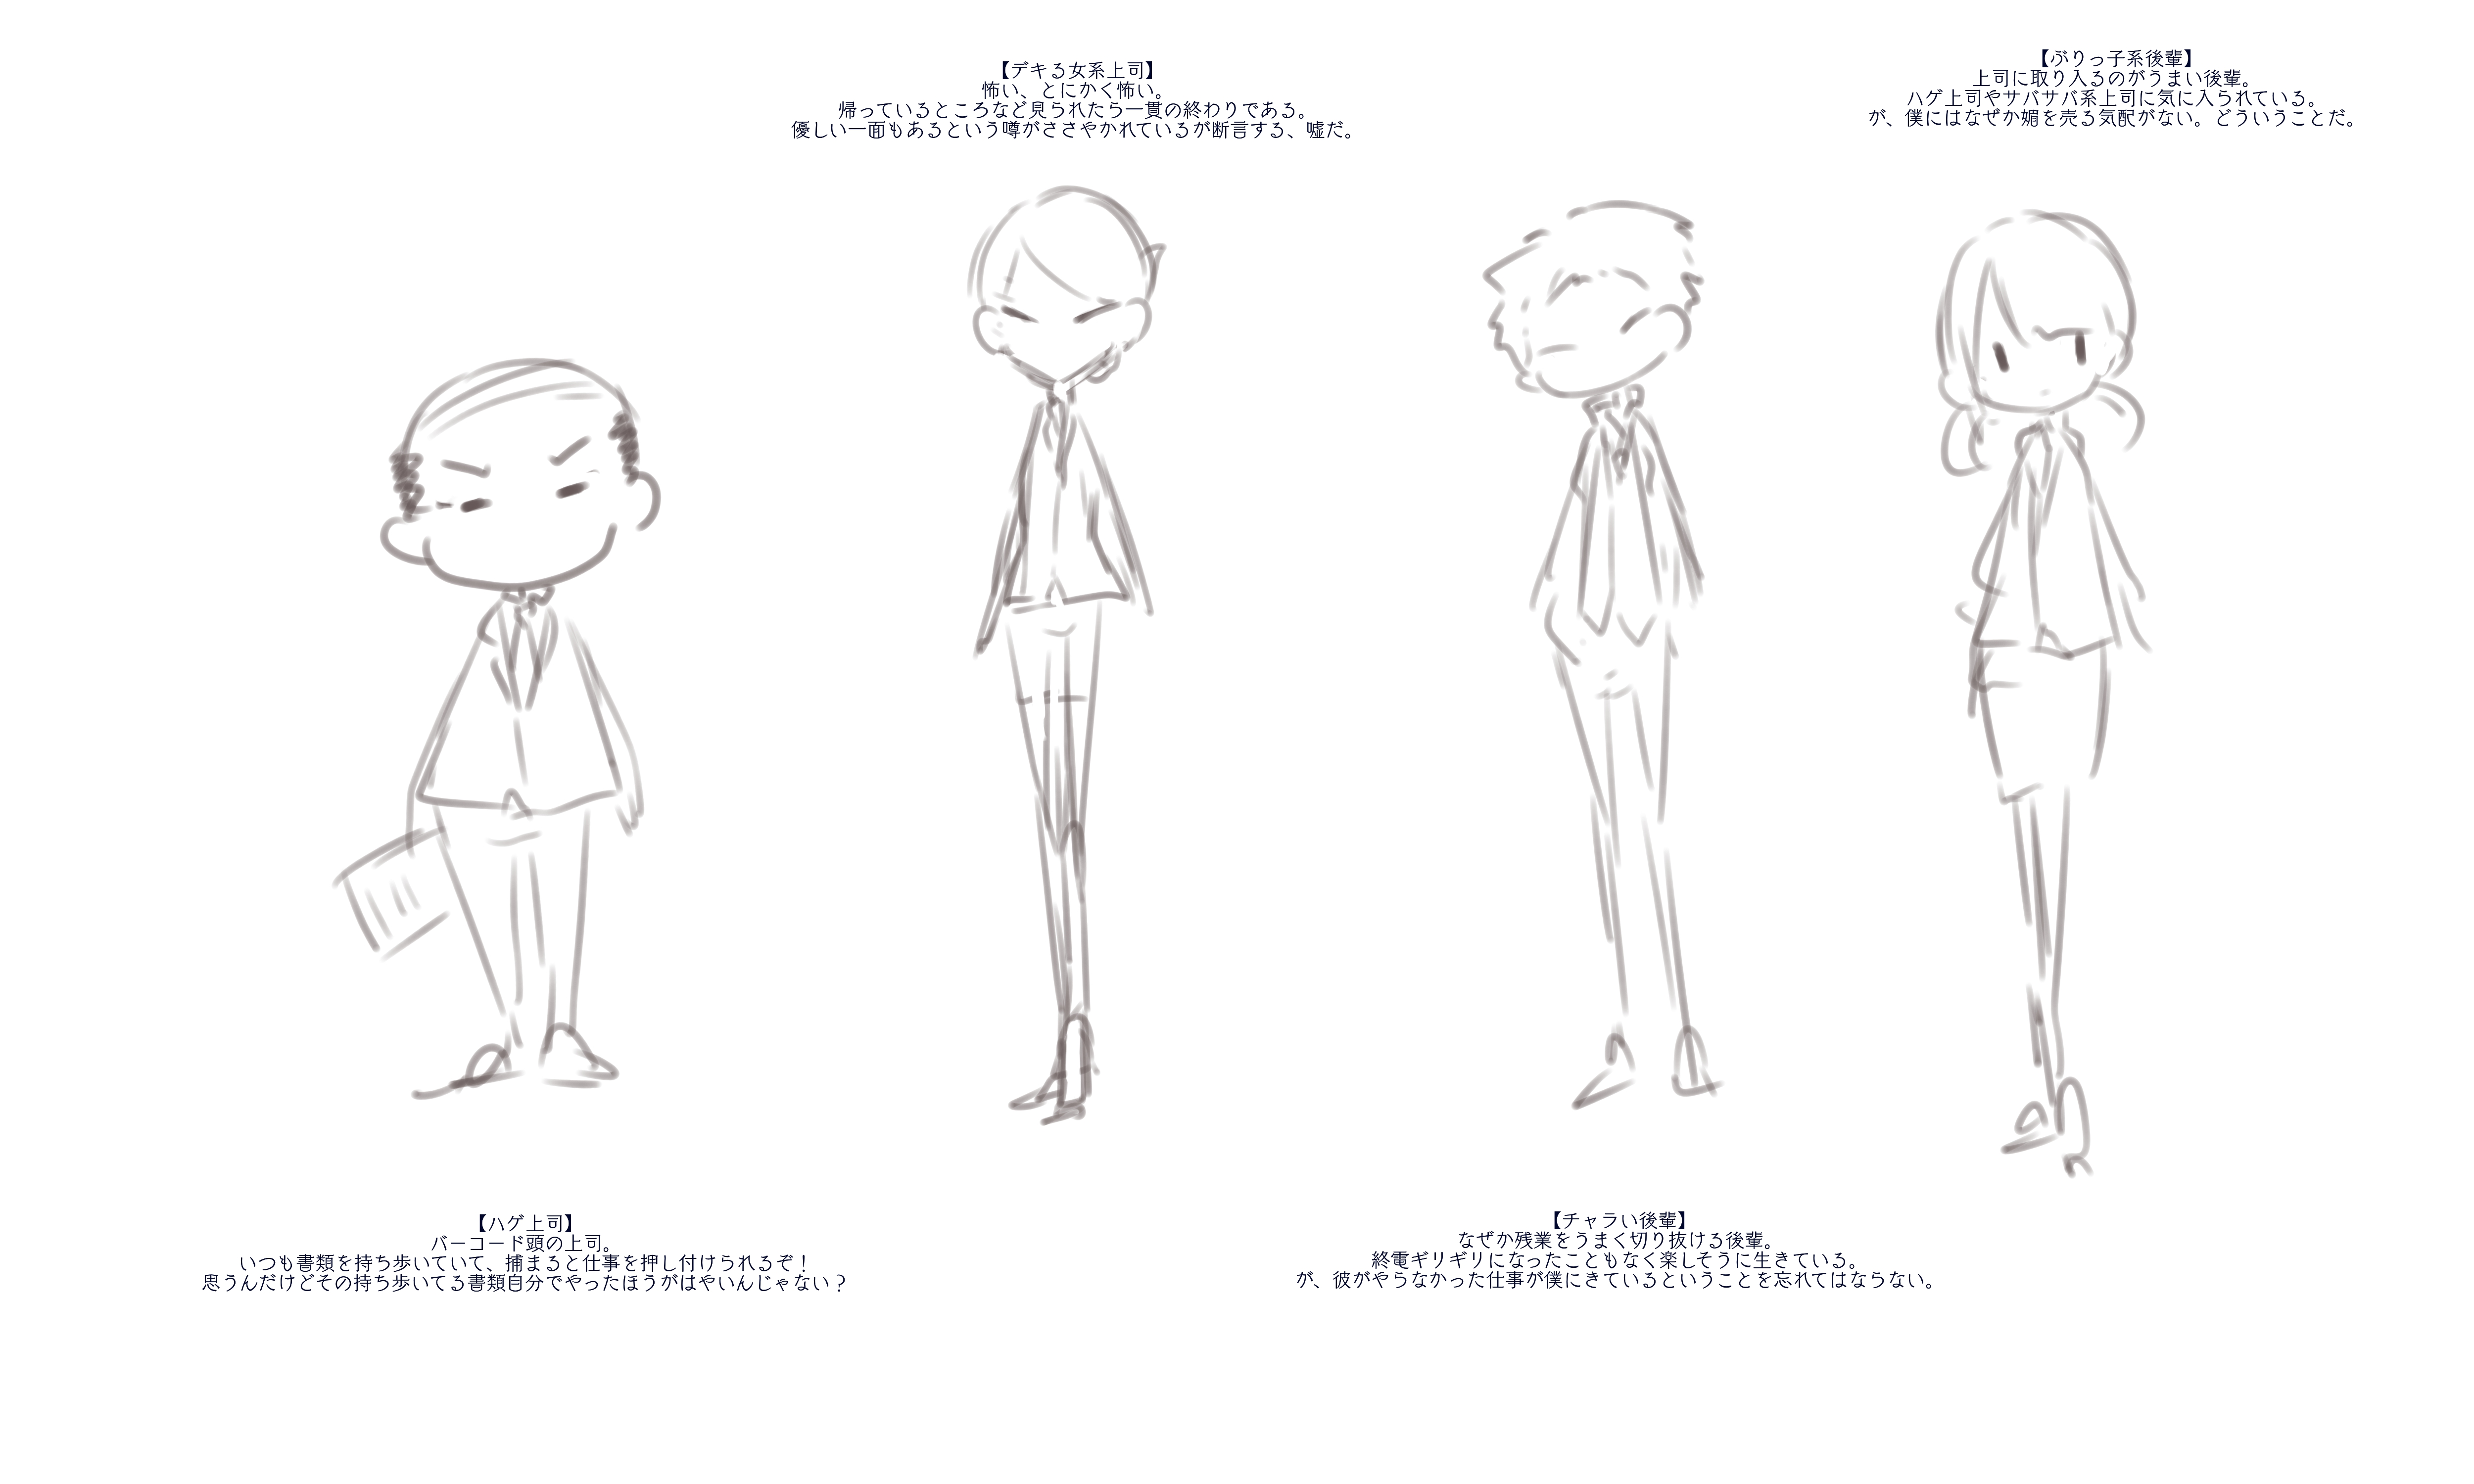 【デキる女系上司】
怖い、とにかく怖い。
帰っているところなど見られたら一貫の終わりである。
優しい一面もあるという噂がささやかれているが断言する、嘘だ。
【ぶりっ子系後輩】
上司に取り入るのがうまい後輩。
ハゲ上司やサバサバ系上司に気に入られている。
が、僕にはなぜか媚を売る気配がない。どういうことだ。
【ハゲ上司】
バーコード頭の上司。
いつも書類を持ち歩いていて、捕まると仕事を押し付けられるぞ！
思うんだけどその持ち歩いてる書類自分でやったほうがはやいんじゃない？
【チャラい後輩】
なぜか残業をうまく切り抜ける後輩。
終電ギリギリになったこともなく楽しそうに生きている。
が、彼がやらなかった仕事が僕にきているということを忘れてはならない。